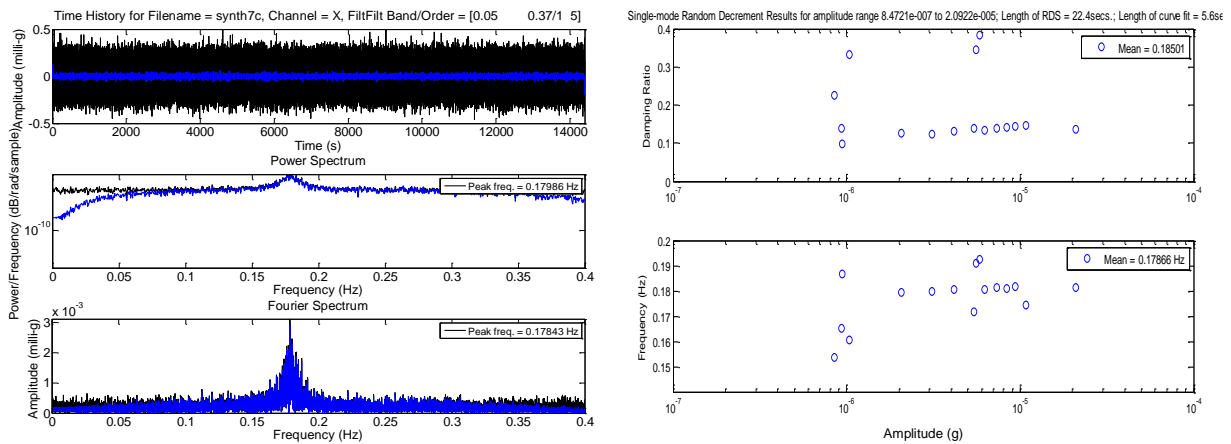 Time History for Filename = synth7c, Channel = X, FiltFilt Band/Order = [0.05 0.37/1 5]
Amplitude (milli-g)
0.5
0
-0.5
0 2000 4000 6000 8000 10000 12000 14000
Time (s)
Power Spectrum
Power/Frequency (dB/rad/sample)
Peak freq. = 0.17986 Hz
10^-10
0 0.05 0.1 0.15 0.2 0.25 0.3 0.35 0.4
Frequency (Hz)
Fourier Spectrum
x 10^-3
Amplitude (milli-g)
Peak freq. = 0.17843 Hz
3
2
1
0
0 0.05 0.1 0.15 0.2 0.25 0.3 0.35 0.4
Frequency (Hz)
Single-mode Random Decrement Results for amplitude range 8.4721e-007 to 2.0922e-005; Length of RDS = 22.4secs.; Length of curve fit = 5.6se
Damping Ratio
Mean = 0.18501
0.4
0.3
0.2
0.1
0
10^-7 10^-6 10^-5 10^-4
Frequency (Hz)
Mean = 0.17866 Hz
0.2
0.19
0.18
0.17
0.16
0.15
10^-7 10^-6 10^-5 10^-4
Amplitude (g)